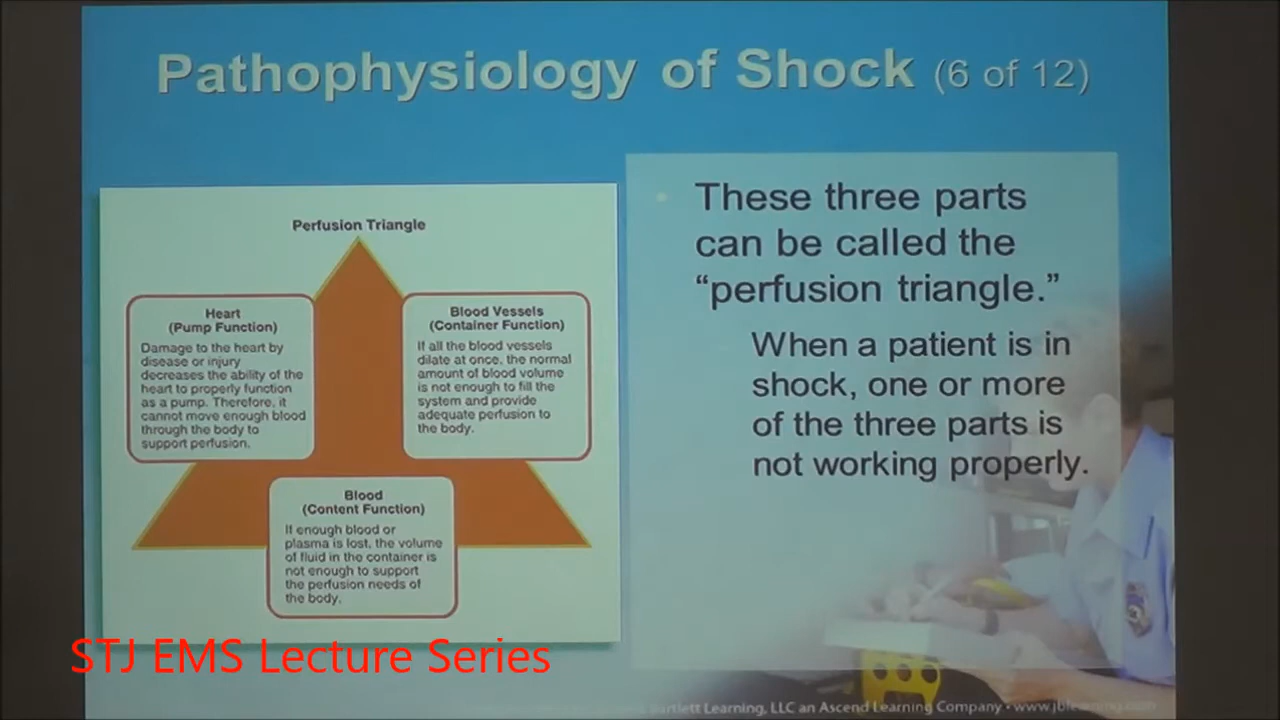 Pathophysiology of Shock (6 of 12)
Perfusion Triangle
Heart
(Pump Function)
Damage to the heart by
disease or injury
decreases the ability of the
heart to properly function
as a pump. Therefore, it
cannot move enough blood
through the body to
support perfusion.
Blood Vessels
(Container Function)
If all the blood vessels
dilate at once, the normal
amount of blood volume
is not enough to fill the
system and provide
adequate perfusion to
the body.
Blood
(Content Function)
If enough blood or
plasma is lost, the volume
of fluid in the container is
not enough to support
the perfusion needs of
the body.
• These three parts
can be called the
“perfusion triangle.”
When a patient is in
shock, one or more
of the three parts is
not working properly.
STJ EMS Lecture Series
Bartlett Learning, LLC an Ascend Learning Company • www.jblearning.com